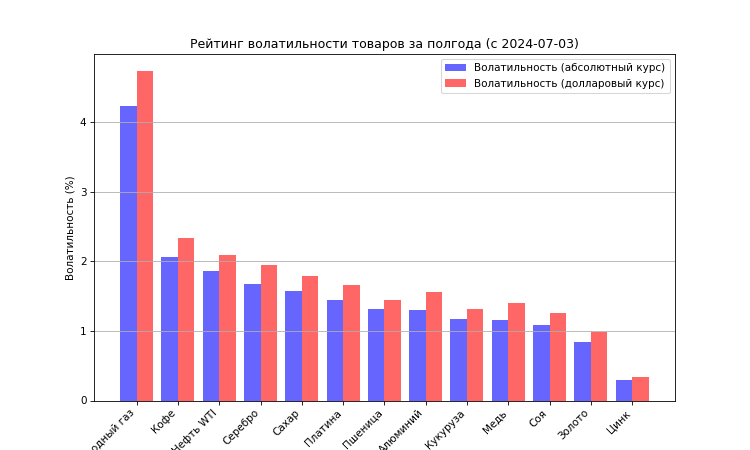 Рейтинг волатильности товаров за полгода (с 2024-07-03)
Волатильность (абсолютный курс)
Волатильность (долларовый курс)
Волатильность (%)
4
3
2
1
0
одный газ
Кофе
Нефть WTI
Серебро
Сахар
Платина
Пшеница
Алюминий
Кукуруза
Медь
Соя
Золото
Цинк